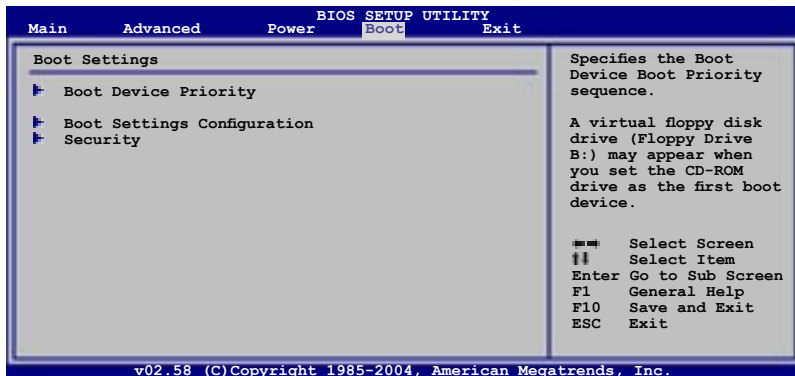 BIOS SETUP UTILITY
Main Advanced Power Boot Exit
Boot Settings
Boot Device Priority
Boot Settings Configuration
Security
Specifies the Boot
Device Boot Priority
sequence.
A virtual floppy disk
drive (Floppy Drive
B:) may appear when
you set the CD-ROM
drive as the first boot
device.
Select Screen
Select Item
Enter Go to Sub Screen
F1 General Help
F10 Save and Exit
ESC Exit
v02.58 (C)Copyright 1985-2004, American Megatrends, Inc.